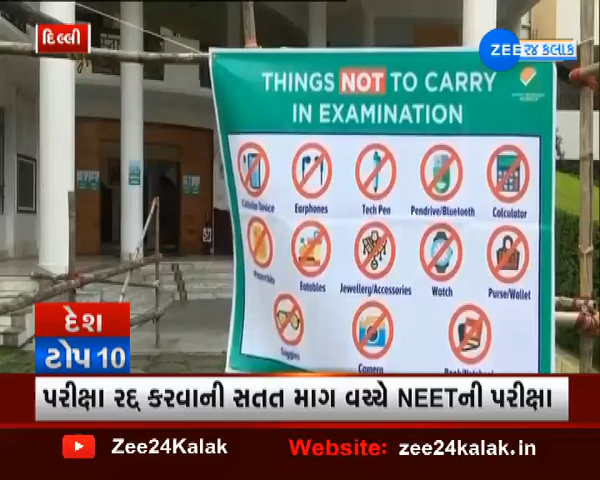 દિલ્લી
ZEE ૨૪ કલાક
THINGS NOT TO CARRY
IN EXAMINATION
Cellular Device
Earphones
Tech Pen
Pendrive/Bluetooth
Calculator
Eatables
Jewellery/Accessories
Watch
Purse/Wallet
Goggles
Camera
દેશ
ટોપ 10
પરીક્ષા રદ્દ કરવાની સતત માગ વચ્ચે NEETની પરીક્ષા
Zee24Kalak
Website: zee24kalak.in